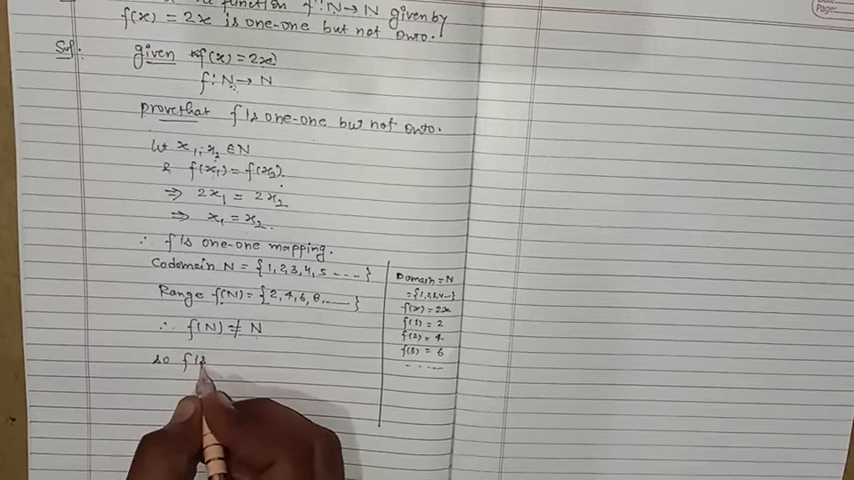 function f:N→N given by
f(x) = 2x is one-one but not onto.
Sol.
given f(x) = 2x
f:N→N
provethat f is one-one but not onto.
let x₁, x₂ ∈ N
& f(x₁) = f(x₂).
⇒ 2x₁ = 2x₂
⇒ x₁ = x₂.
∴ f is one-one mapping.
Codomain N = {1,2,3,4,5 ----}
Range f(N) = {2,4,6,8,----}
∴ f(N) ≠ N
so f is
Domain = N
= {1,2,3,4--}
f(x) = 2x
f(1) = 2
f(2) = 4
f(3) = 6
- - - - -
Page: